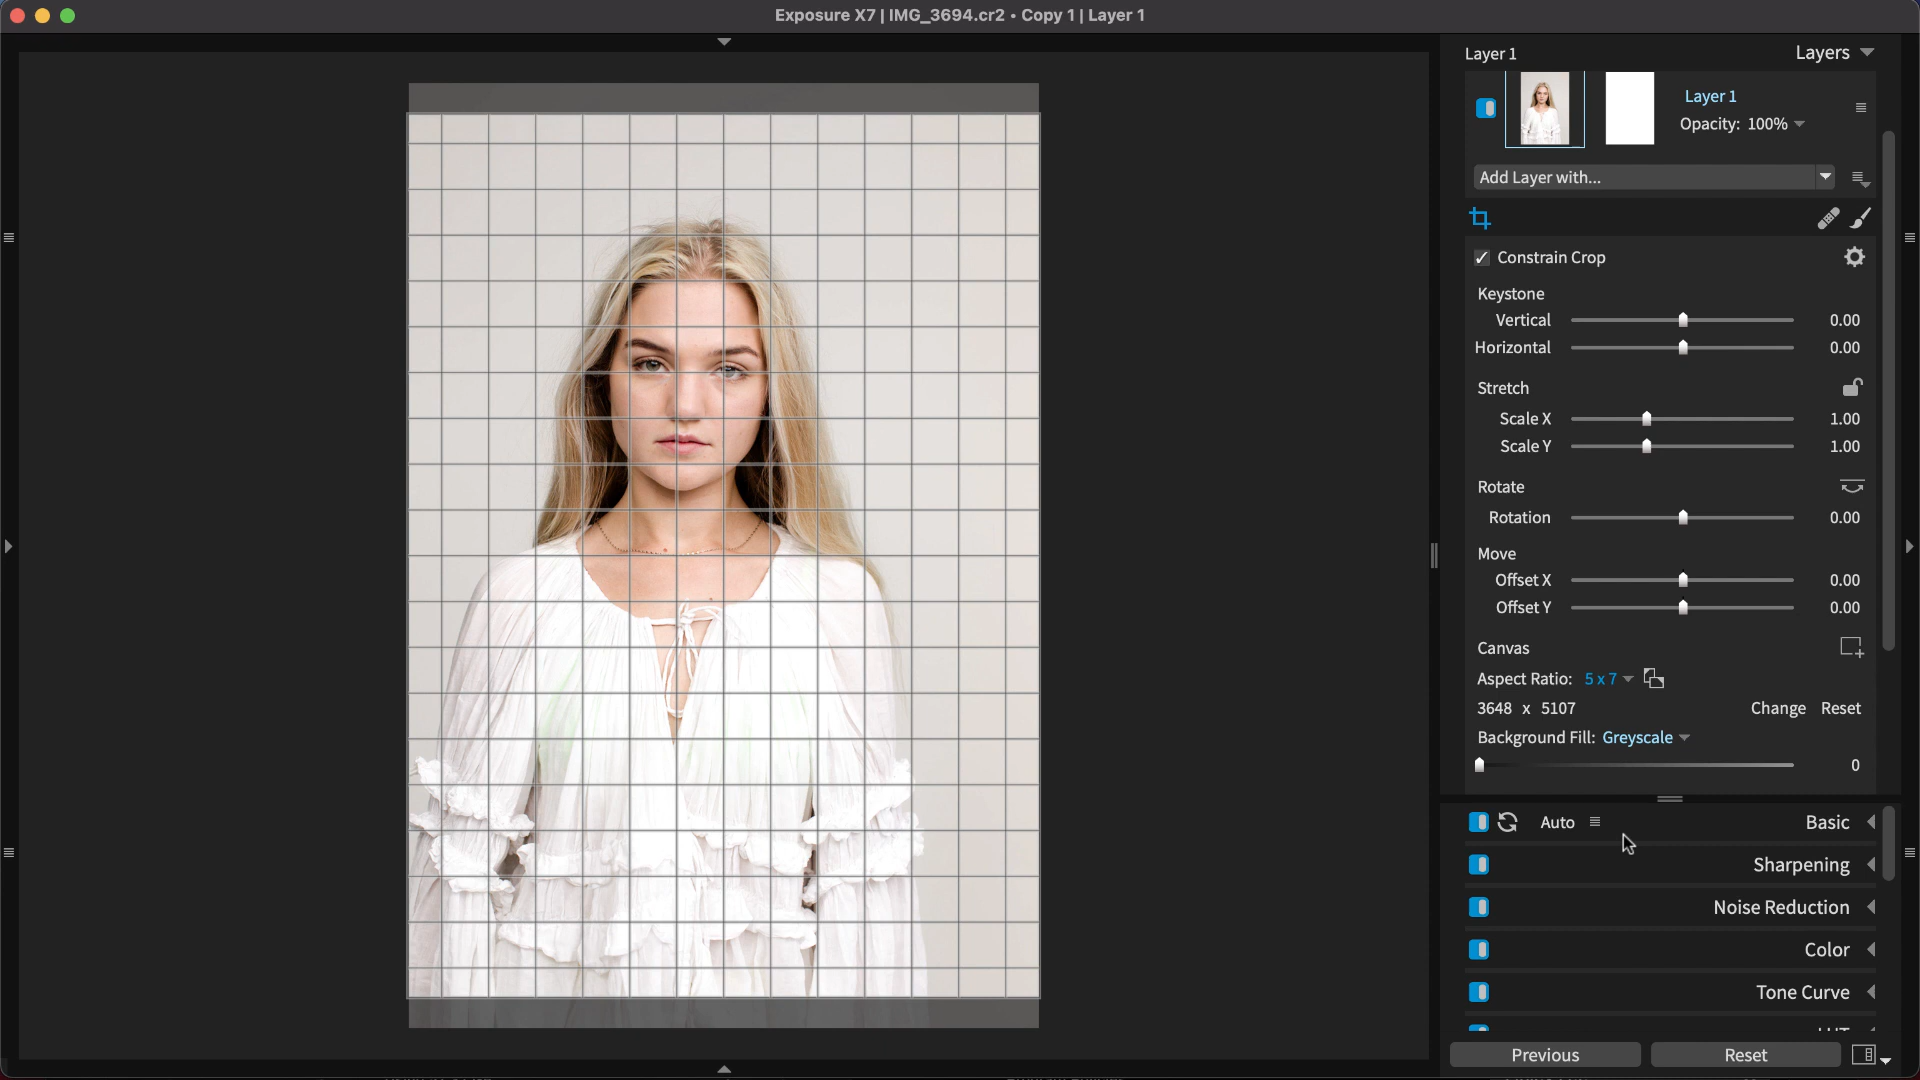 Exposure X7 | IMG_3694.cr2 • Copy 1 | Layer 1
Layer 1
Layers
Layer 1
Opacity: 100%
Add Layer with...
Constrain Crop
Keystone
Vertical 0.00
Horizontal 0.00
Stretch
Scale X 1.00
Scale Y 1.00
Rotate
Rotation 0.00
Move
Offset X 0.00
Offset Y 0.00
Canvas
Aspect Ratio: 5 x 7
3648 x 5107 Change Reset
Background Fill: Greyscale
0
Auto Basic
Sharpening
Noise Reduction
Color
Tone Curve
Previous Reset